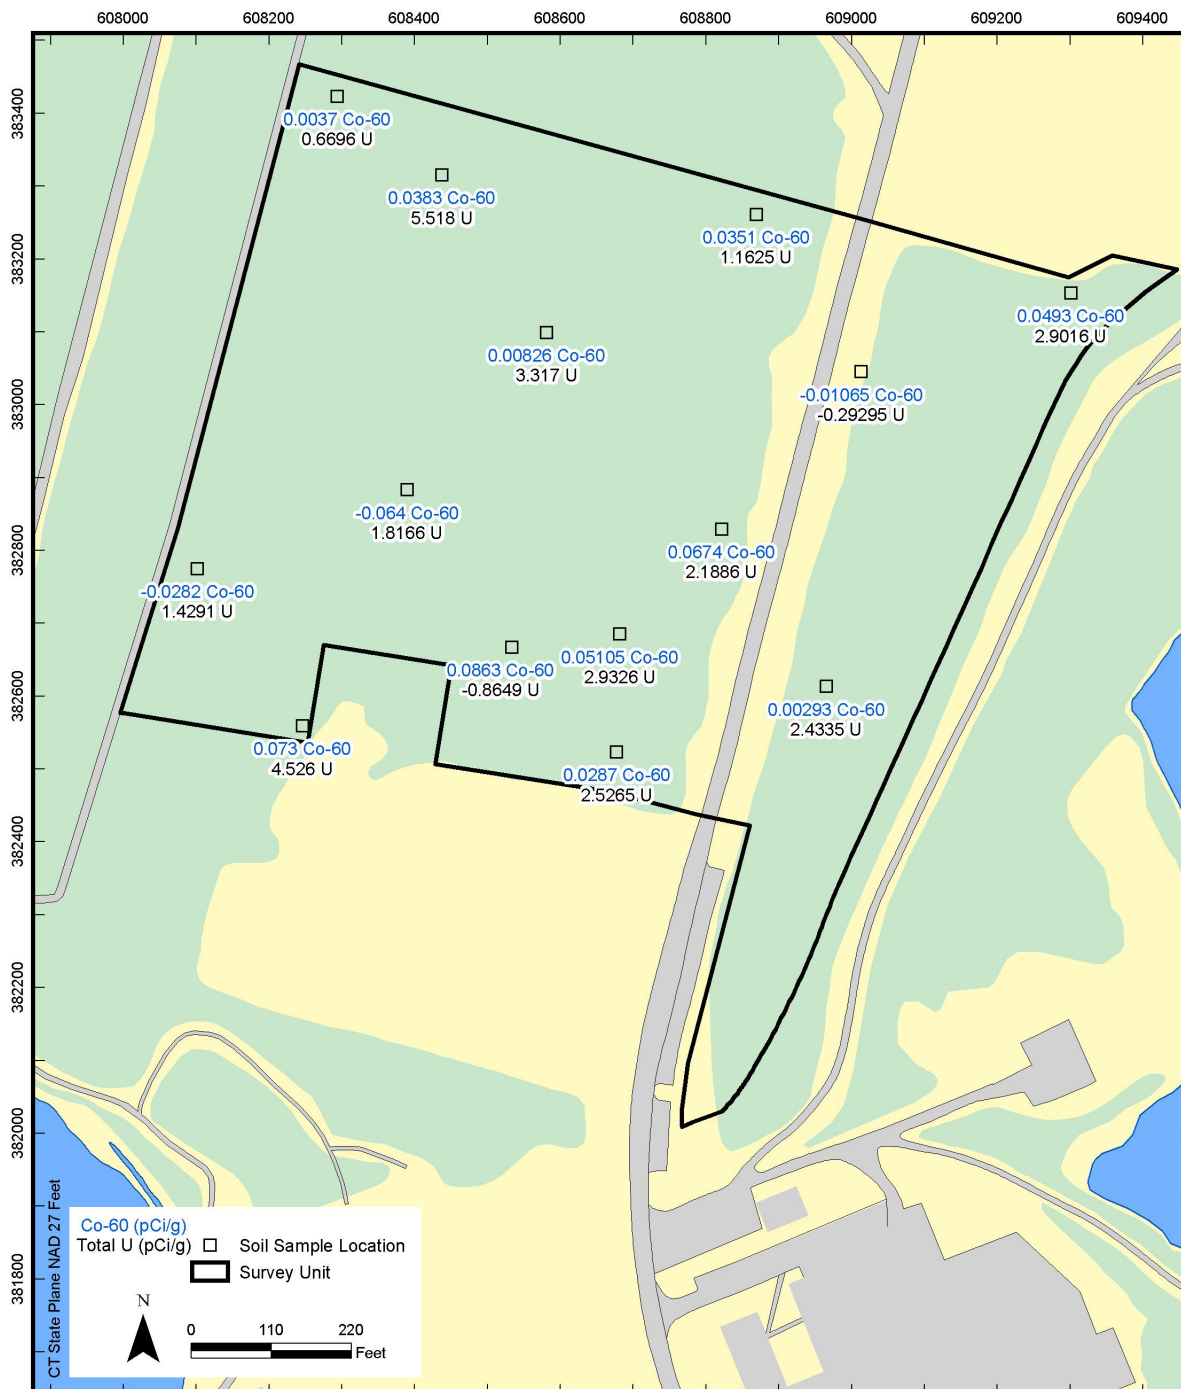 608000 608200 608400 608600 608800 609000 609200 609400
383400
383200
383000
382800
382600
382400
382200
382000
381800
0.0037 Co-60
0.6696 U
0.0383 Co-60
5.518 U
0.0351 Co-60
1.1625 U
0.0493 Co-60
2.9016 U
0.00826 Co-60
3.317 U
-0.01065 Co-60
-0.29295 U
-0.064 Co-60
1.8166 U
0.0674 Co-60
2.1886 U
-0.0282 Co-60
1.4291 U
0.05105 Co-60
2.9326 U
0.0863 Co-60
-0.8649 U
0.00293 Co-60
2.4335 U
0.073 Co-60
4.526 U
0.0287 Co-60
2.5265 U
CT State Plane NAD 27 Feet
Co-60 (pCi/g)
Total U (pCi/g) Soil Sample Location
Survey Unit
N
0 110 220
Feet